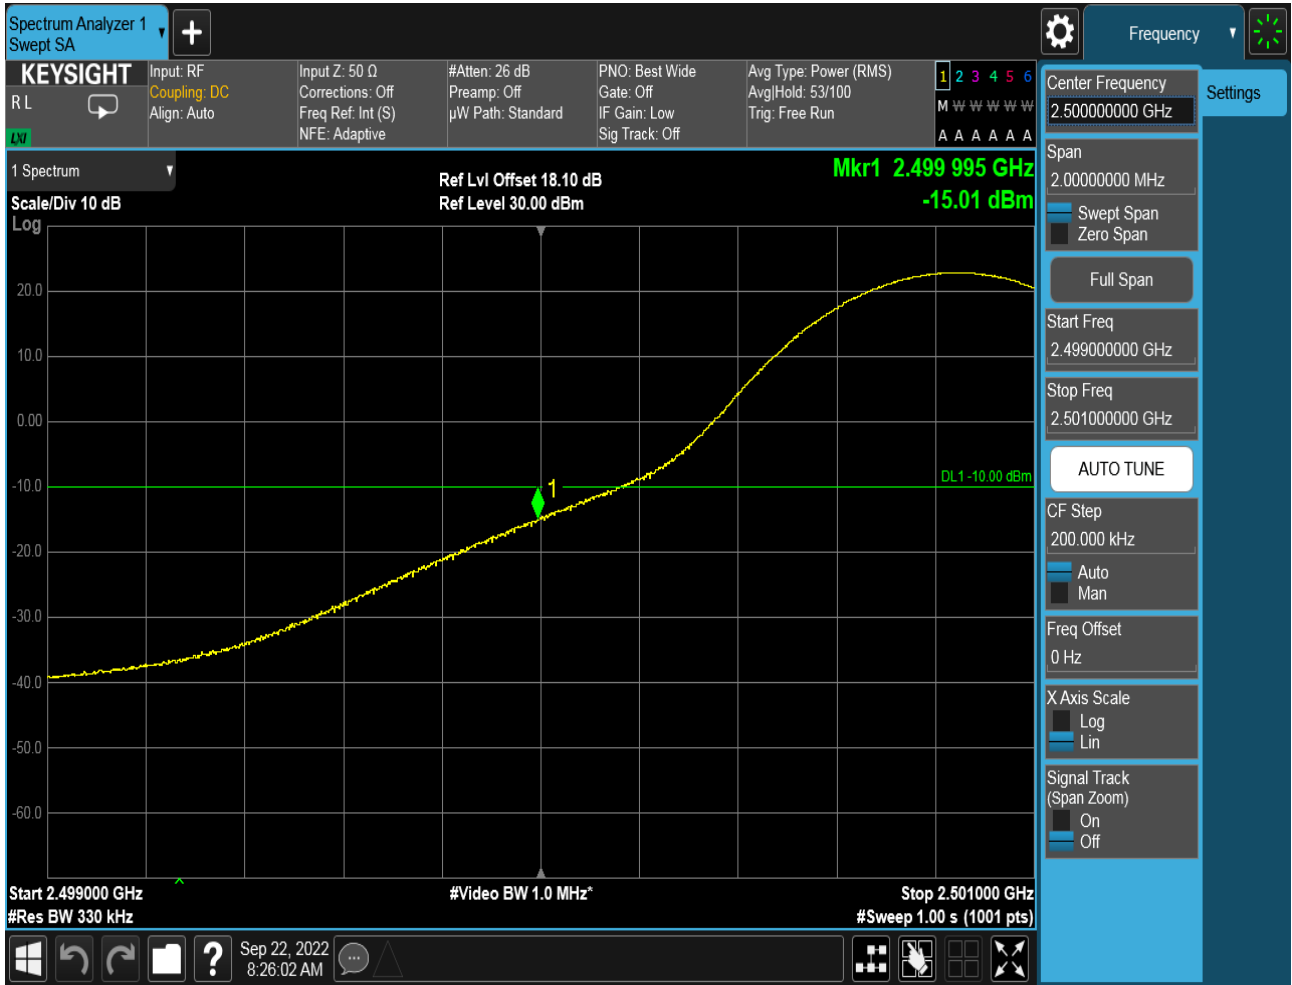 Spectrum Analyzer 1
Swept SA
Frequency
KEYSIGHT
R L
LXI
Input: RF
Coupling: DC
Align: Auto
Input Z: 50 Ω
Corrections: Off
Freq Ref: Int (S)
NFE: Adaptive
#Atten: 26 dB
Preamp: Off
µW Path: Standard
PNO: Best Wide
Gate: Off
IF Gain: Low
Sig Track: Off
Avg Type: Power (RMS)
Avg|Hold: 53/100
Trig: Free Run
1 2 3 4 5 6
M W W W W W
A A A A A A
1 Spectrum
Scale/Div 10 dB
Log
Ref Lvl Offset 18.10 dB
Ref Level 30.00 dBm
Mkr1 2.499 995 GHz
-15.01 dBm
20.0
10.0
0.00
-10.0
-20.0
-30.0
-40.0
-50.0
-60.0
1
DL1 -10.00 dBm
Start 2.499000 GHz
#Res BW 330 kHz
#Video BW 1.0 MHz*
Stop 2.501000 GHz
#Sweep 1.00 s (1001 pts)
Center Frequency
2.500000000 GHz
Settings
Span
2.00000000 MHz
Swept Span
Zero Span
Full Span
Start Freq
2.499000000 GHz
Stop Freq
2.501000000 GHz
AUTO TUNE
CF Step
200.000 kHz
Auto
Man
Freq Offset
0 Hz
X Axis Scale
Log
Lin
Signal Track
(Span Zoom)
On
Off
?
Sep 22, 2022
8:26:02 AM